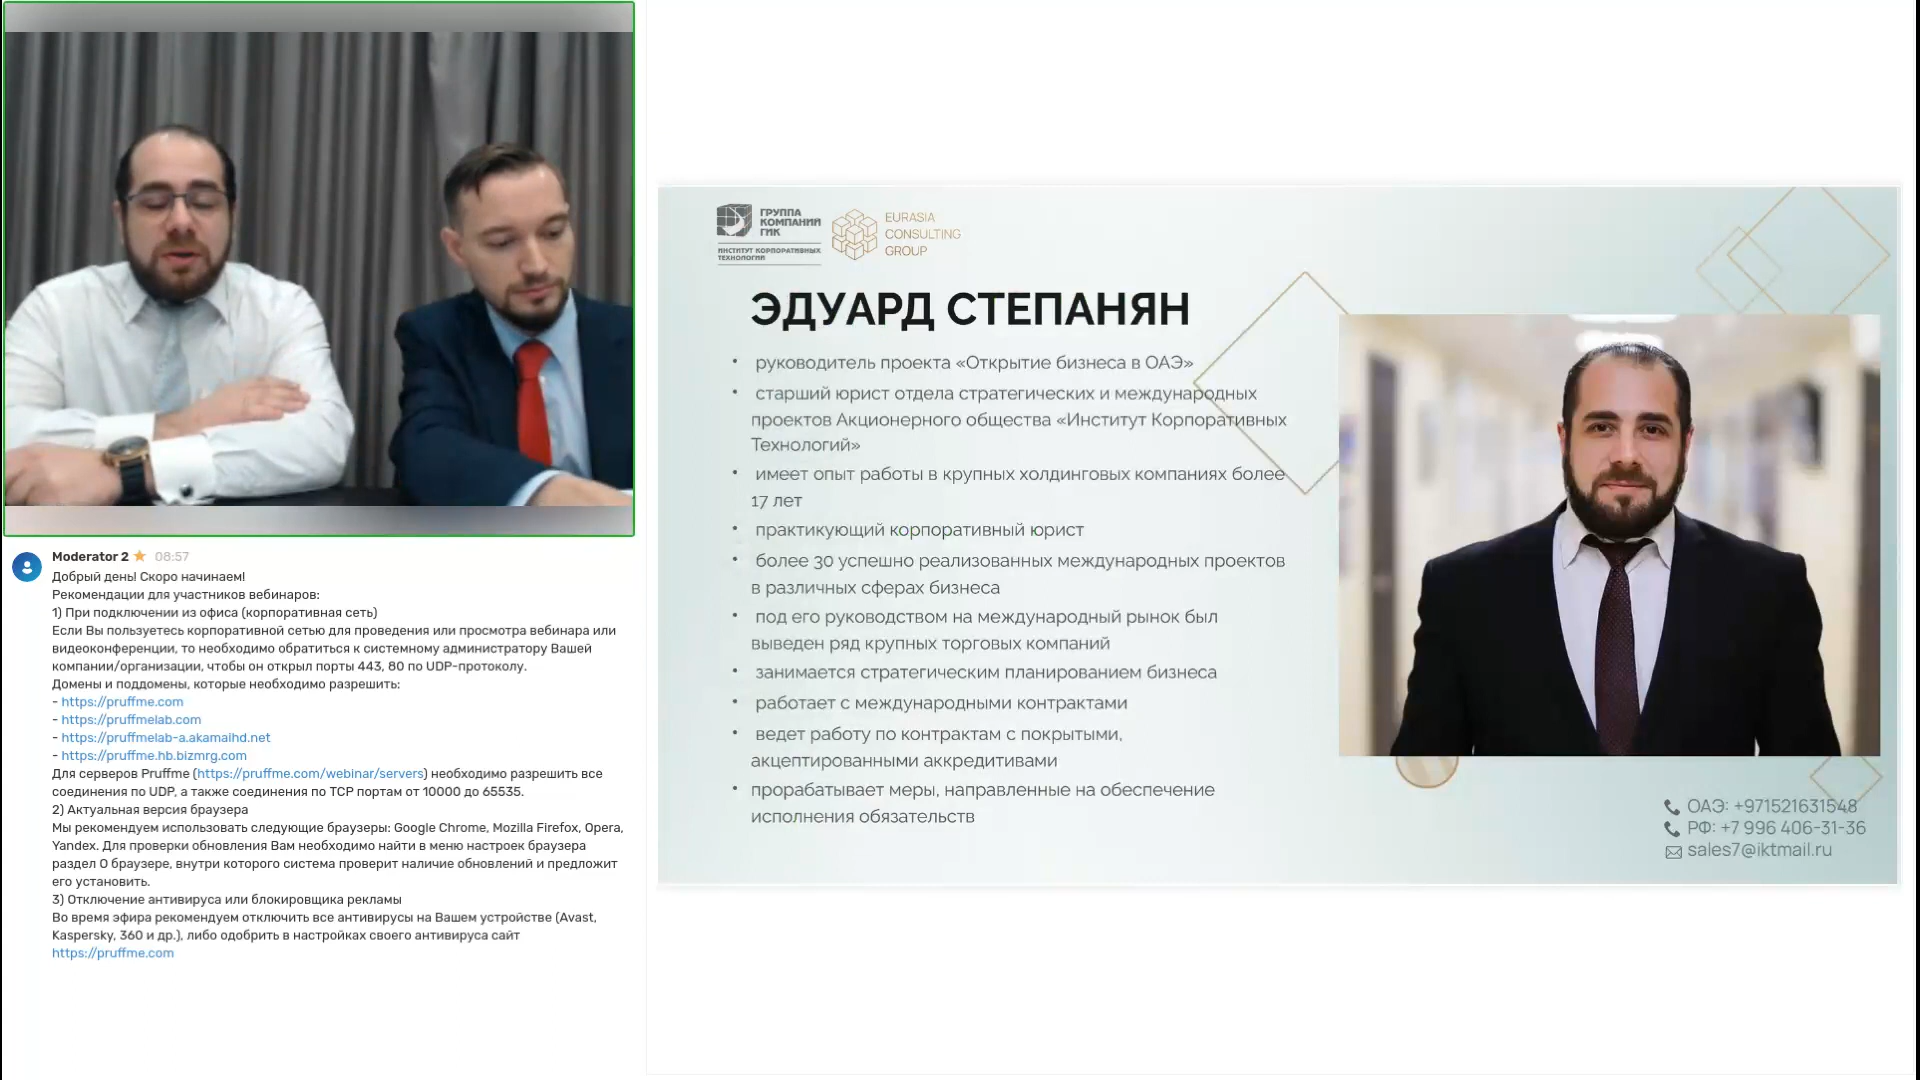 Moderator 2 08:57
Добрый день! Скоро начинаем!
Рекомендации для участников вебинаров:
1) При подключении из офиса (корпоративная сеть)
Если Вы пользуетесь корпоративной сетью для проведения или просмотра вебинара или
видеоконференции, то необходимо обратиться к системному администратору Вашей
компании/организации, чтобы он открыл порты 443, 80 по UDP-протоколу.
Домены и поддомены, которые необходимо разрешить:
- https://pruffme.com
- https://pruffmelab.com
- https://pruffmelab-a.akamaihd.net
- https://pruffme.hb.bizmrg.com
Для серверов Pruffme (https://pruffme.com/webinar/servers) необходимо разрешить все
соединения по UDP, а также соединения по TCP портам от 10000 до 65535.
2) Актуальная версия браузера
Мы рекомендуем использовать следующие браузеры: Google Chrome, Mozilla Firefox, Opera,
Yandex. Для проверки обновления Вам необходимо найти в меню настроек браузера
раздел О браузере, внутри которого система проверит наличие обновлений и предложит
его установить.
3) Отключение антивируса или блокировщика рекламы
Во время эфира рекомендуем отключить все антивирусы на Вашем устройстве (Avast,
Kaspersky, 360 и др.), либо одобрить в настройках своего антивируса сайт
https://pruffme.com
ГРУППА
КОМПАНИЙ
ГИК
ИНСТИТУТ КОРПОРАТИВНЫХ
ТЕХНОЛОГИЙ
EURASIA
CONSULTING
GROUP
ЭДУАРД СТЕПАНЯН
• руководитель проекта «Открытие бизнеса в ОАЭ»
• старший юрист отдела стратегических и международных
проектов Акционерного общества «Институт Корпоративных
Технологий»
• имеет опыт работы в крупных холдинговых компаниях более
17 лет
• практикующий корпоративный юрист
• более 30 успешно реализованных международных проектов
в различных сферах бизнеса
• под его руководством на международный рынок был
выведен ряд крупных торговых компаний
• занимается стратегическим планированием бизнеса
• работает с международными контрактами
• ведет работу по контрактам с покрытыми,
акцептированными аккредитивами
• прорабатывает меры, направленные на обеспечение
исполнения обязательств
ОАЭ: +971521631548
РФ: +7 996 406-31-36
sales7@iktmail.ru